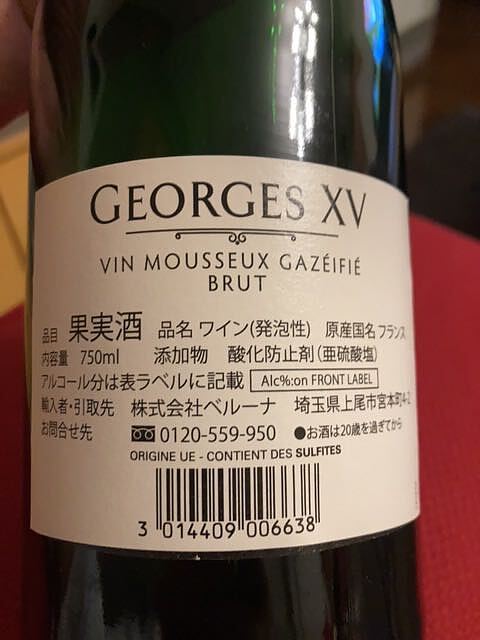 GEORGES XV
VIN MOUSSEUX GAZÉIFIÉ
BRUT
品目 果実酒 品名 ワイン(発泡性) 原産国名 フランス
内容量 750ml 添加物 酸化防止剤(亜硫酸塩)
アルコール分は表ラベルに記載 Alc%:on FRONT LABEL
輸入者・引取先 株式会社ベルーナ 埼玉県上尾市宮本町4-2
お問合せ先 0120-559-950 ●お酒は20歳を過ぎてから
ORIGINE UE - CONTIENT DES SULFITES
3 014409 006638